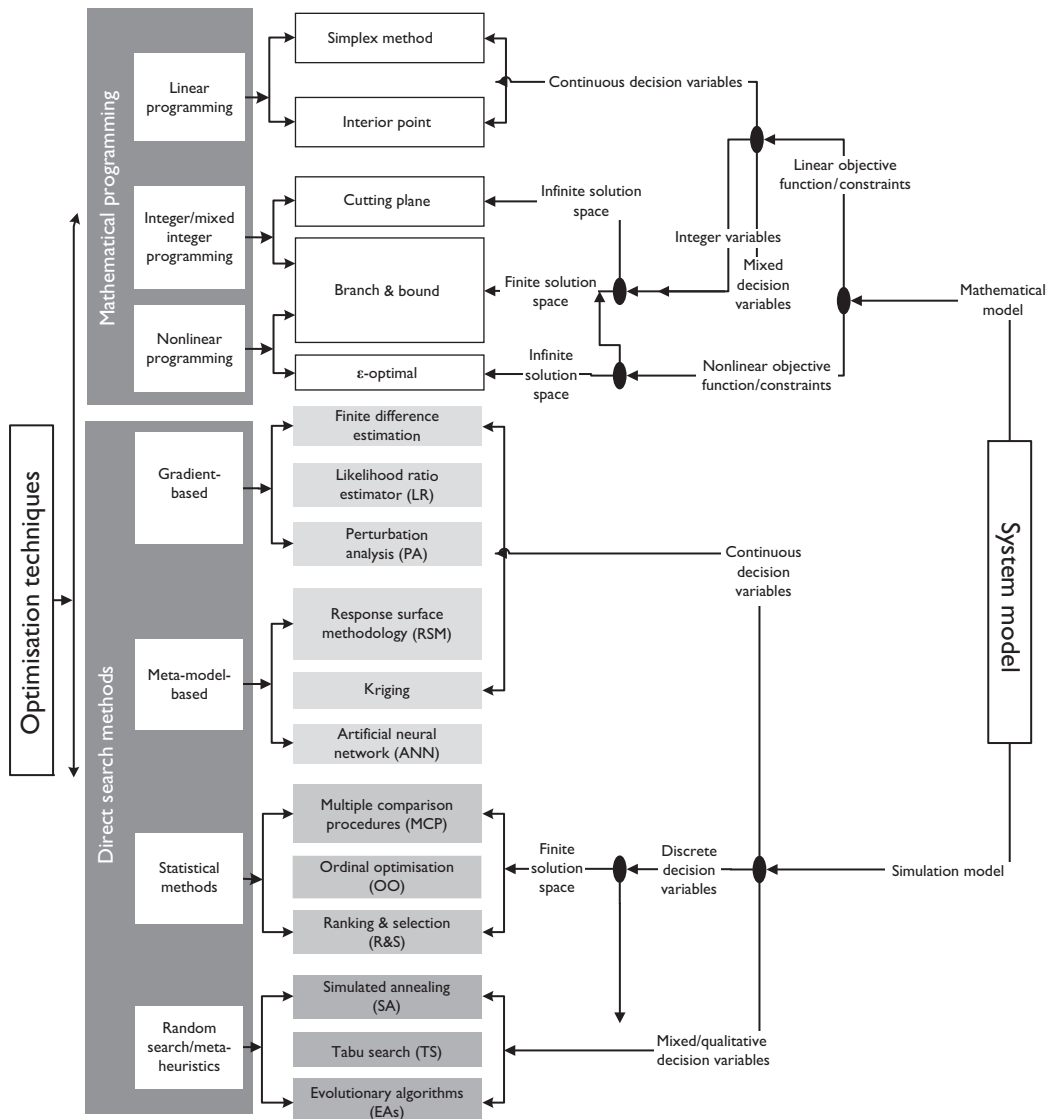 Optimisation techniques
Mathematical programming
Linear
programming
Integer/mixed
integer
programming
Nonlinear
programming
Simplex method
Interior point
Cutting plane
Branch & bound
ε-optimal
Continuous decision variables
Linear objective
function/constraints
Infinite solution
space
Integer variables
Mixed
decision
variables
Finite solution
space
Infinite
solution
space
Nonlinear objective
function/constraints
Mathematical
model
System model
Direct search methods
Gradient-
based
Finite difference
estimation
Likelihood ratio
estimator (LR)
Perturbation
analysis (PA)
Continuous
decision
variables
Meta-model-
based
Response surface
methodology (RSM)
Kriging
Artificial neural
network (ANN)
Statistical
methods
Multiple comparison
procedures (MCP)
Ordinal optimisation
(OO)
Ranking & selection
(R&S)
Finite
solution
space
Discrete
decision
variables
Simulation model
Random
search/meta-
heuristics
Simulated annealing
(SA)
Tabu search (TS)
Evolutionary algorithms
(EAs)
Mixed/qualitative
decision variables